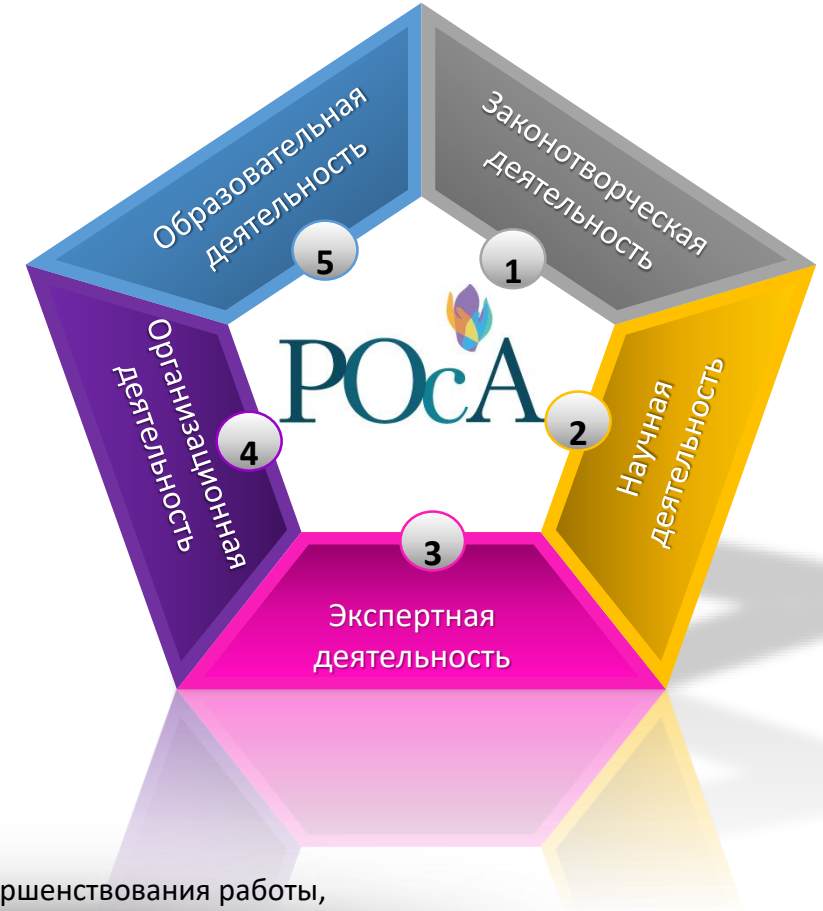 Законотворческая
деятельность
1
Научная
деятельность
2
Экспертная
деятельность
3
Организационная
деятельность
4
Образовательная
деятельность
5
РОсА
ршенствования работы,